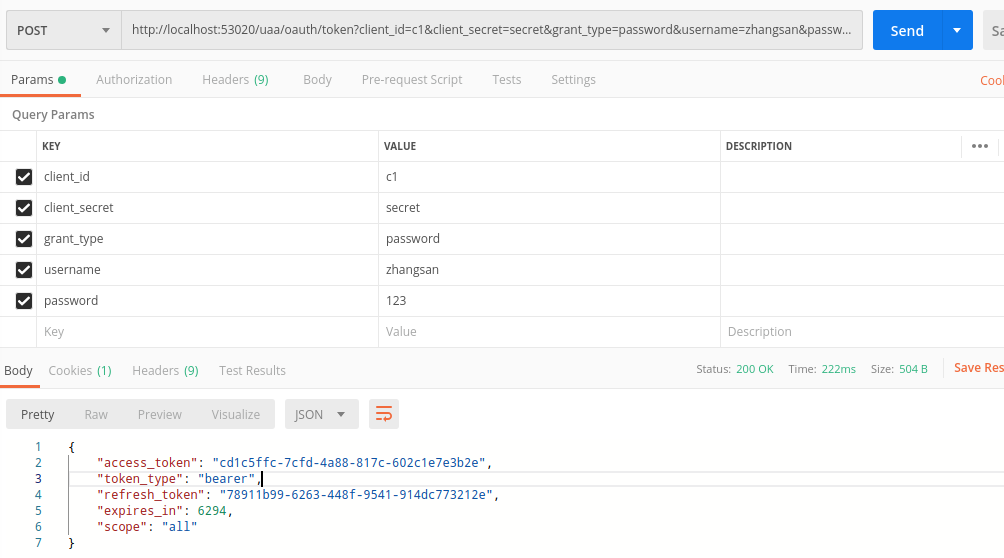 POST http://localhost:53020/uaa/oauth/token?client_id=c1&client_secret=secret&grant_type=password&username=zhangsan&passw... Send Sa
Params Authorization Headers (9) Body Pre-request Script Tests Settings Cool
Query Params
KEY VALUE DESCRIPTION
client_id c1
client_secret secret
grant_type password
username zhangsan
password 123
Key Value Description
Body Cookies (1) Headers (9) Test Results Status: 200 OK Time: 222ms Size: 504 B Save Res
Pretty Raw Preview Visualize JSON
1 {
2 "access_token": "cd1c5ffc-7cfd-4a88-817c-602c1e7e3b2e",
3 "token_type": "bearer",
4 "refresh_token": "78911b99-6263-448f-9541-914dc773212e",
5 "expires_in": 6294,
6 "scope": "all"
7 }